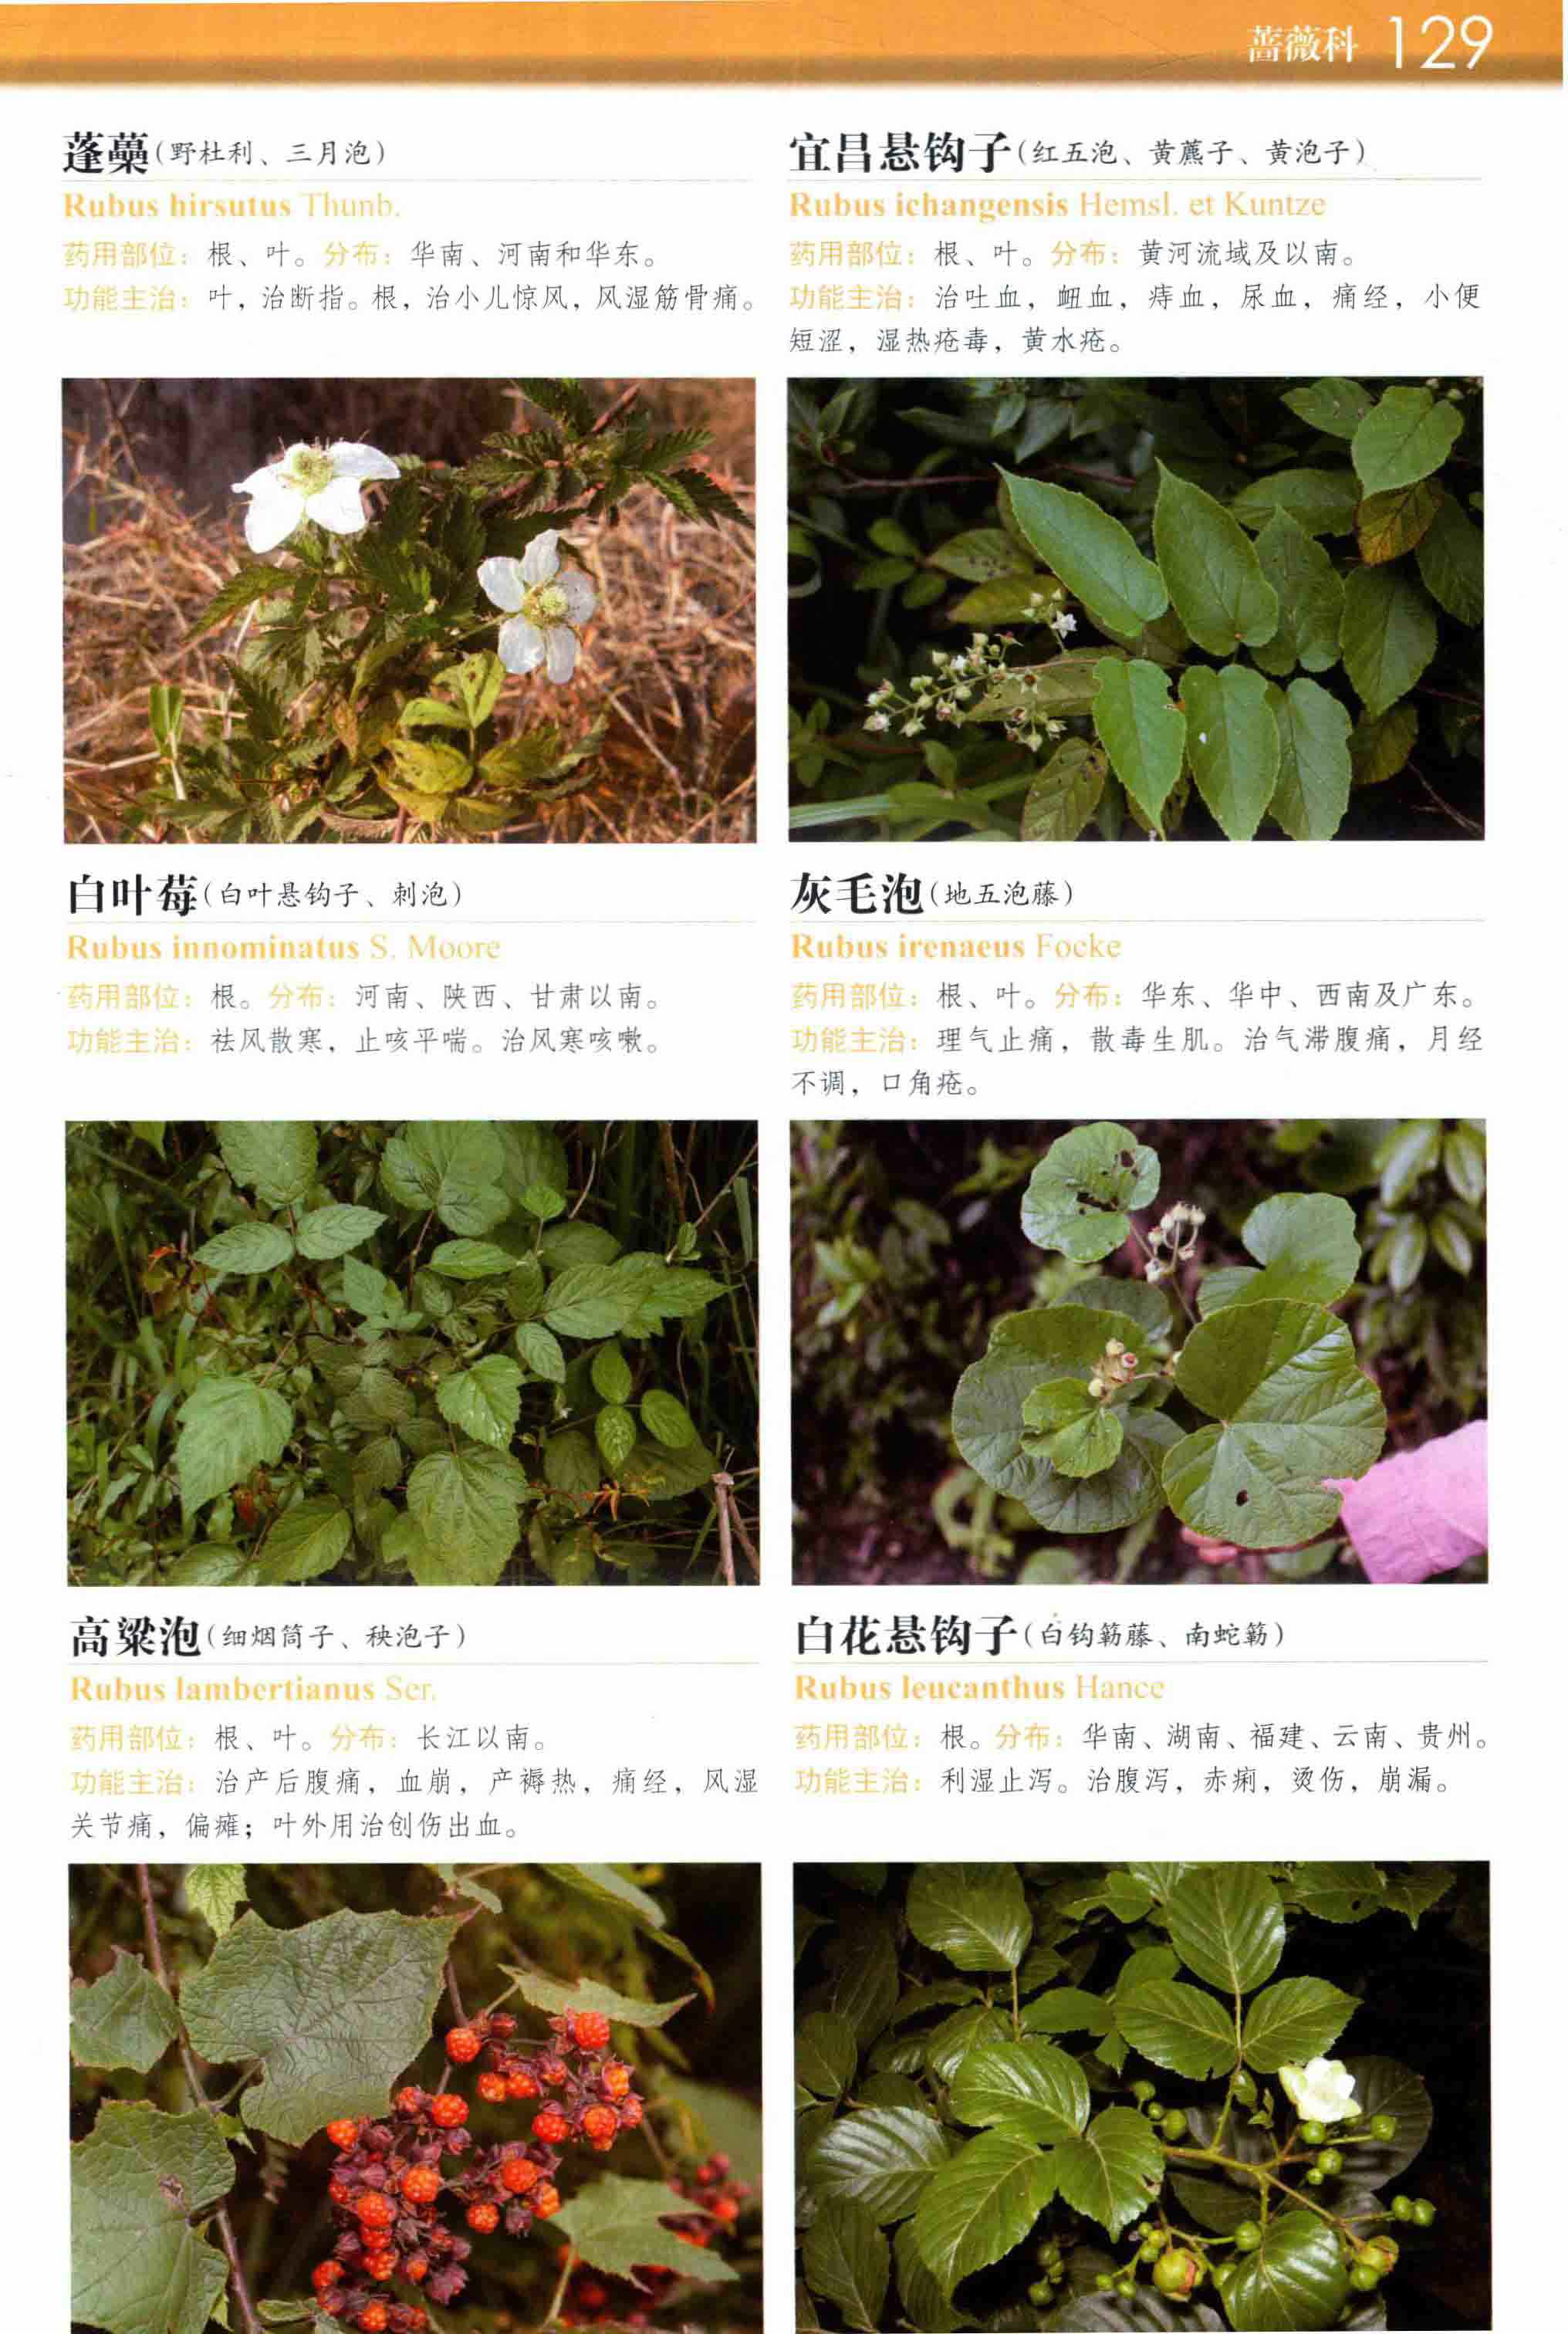 蔷薇科 129
蓬蘽(野杜利、三月泡)
Rubus hirsutus Thunb.
药用部位：根、叶。分布：华南、河南和华东。
功能主治：叶，治断指。根，治小儿惊风，风湿筋骨痛。
宜昌悬钩子(红五泡、黄藨子、黄泡子)
Rubus ichangensis Hemsl. et Kuntze
药用部位：根、叶。分布：黄河流域及以南。
功能主治：治吐血，衄血，痔血，尿血，痛经，小便
短涩，湿热疮毒，黄水疮。
白叶莓(白叶悬钩子、刺泡)
Rubus innominatus S. Moore
药用部位：根。分布：河南、陕西、甘肃以南。
功能主治：祛风散寒，止咳平喘。治风寒咳嗽。
灰毛泡(地五泡藤)
Rubus irenaeus Focke
药用部位：根、叶。分布：华东、华中、西南及广东。
功能主治：理气止痛，散毒生肌。治气滞腹痛，月经
不调，口角疮。
高粱泡(细烟筒子、秧泡子)
Rubus lambertianus Ser.
药用部位：根、叶。分布：长江以南。
功能主治：治产后腹痛，血崩，产褥热，痛经，风湿
关节痛，偏瘫；叶外用治创伤出血。
白花悬钩子(白钩簕藤、南蛇簕)
Rubus leucanthus Hance
药用部位：根。分布：华南、湖南、福建、云南、贵州。
功能主治：利湿止泻。治腹泻，赤痢，烫伤，崩漏。